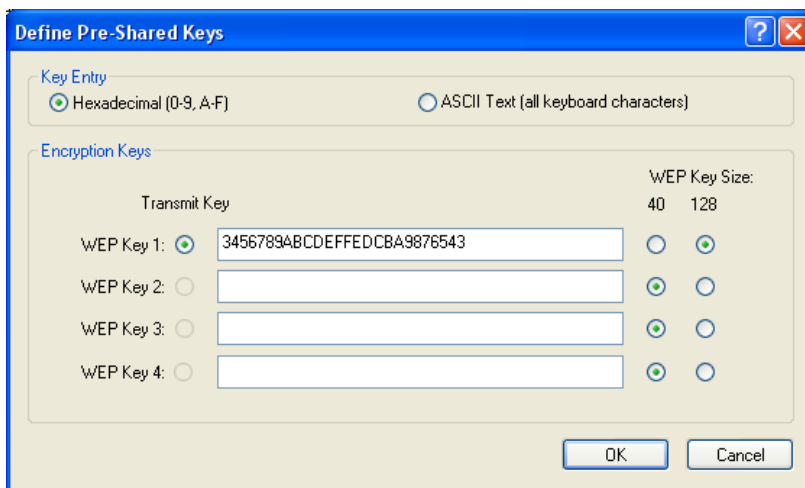 Define Pre-Shared Keys
Key Entry
Hexadecimal (0-9, A-F) ASCII Text (all keyboard characters)
Encryption Keys
WEP Key Size:
Transmit Key 40 128
WEP Key 1: 3456789ABCDEFFEDCBA9876543
WEP Key 2:
WEP Key 3:
WEP Key 4:
OK Cancel